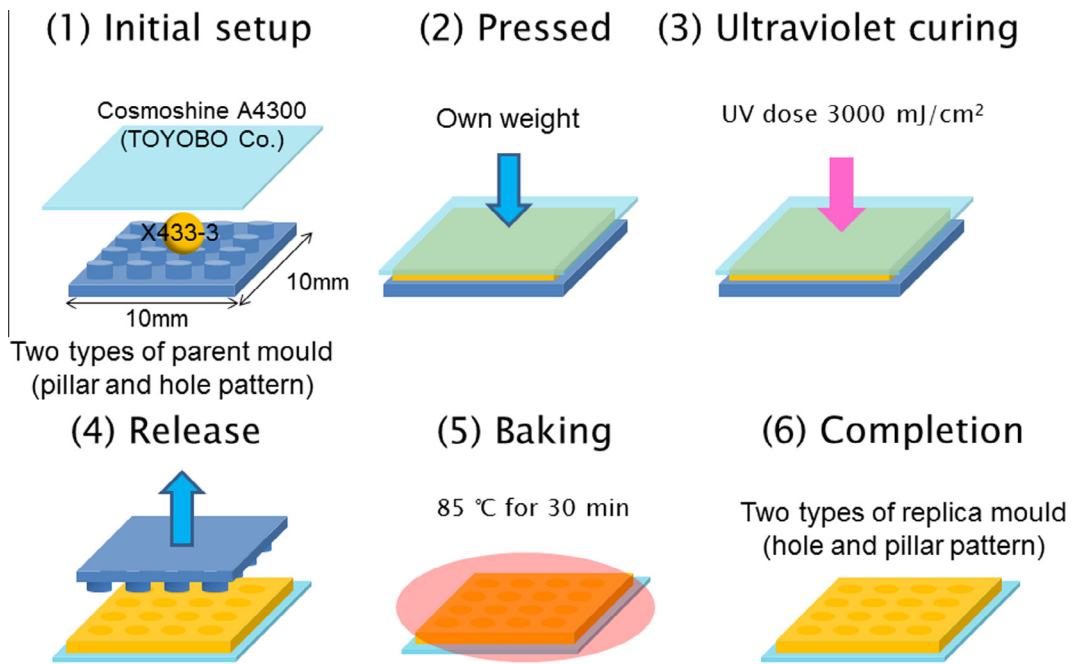 (1) Initial setup
Cosmoshine A4300
(TOYOBO Co.)
X433-3
10mm
10mm
Two types of parent mould
(pillar and hole pattern)
(2) Pressed
Own weight
(3) Ultraviolet curing
UV dose 3000 mJ/cm²
(4) Release
(5) Baking
85 ℃ for 30 min
(6) Completion
Two types of replica mould
(hole and pillar pattern)